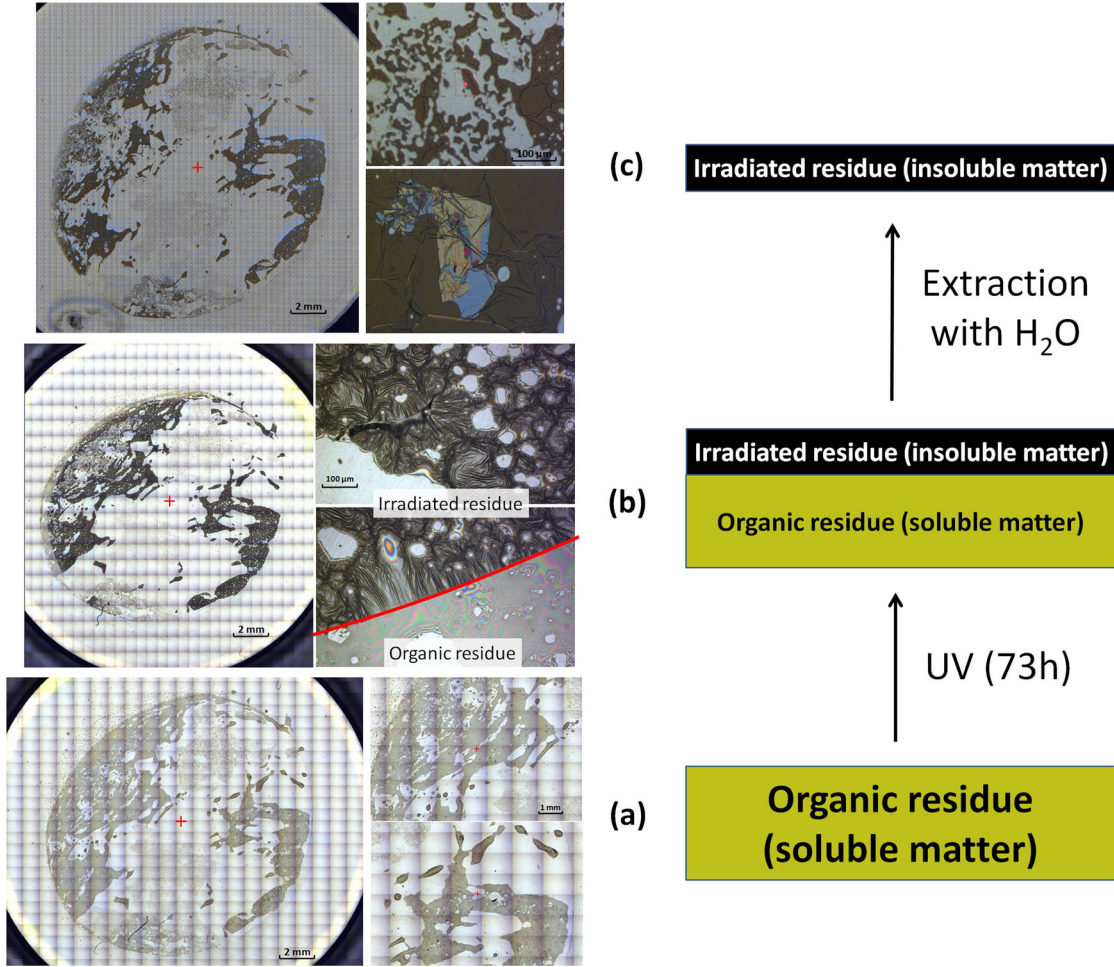 2 mm
100 µm
(c)
Irradiated residue (insoluble matter)
Extraction
with H₂O
2 mm
100 µm
Irradiated residue
Organic residue
(b)
Irradiated residue (insoluble matter)
Organic residue (soluble matter)
UV (73h)
2 mm
1 mm
(a)
Organic residue
(soluble matter)